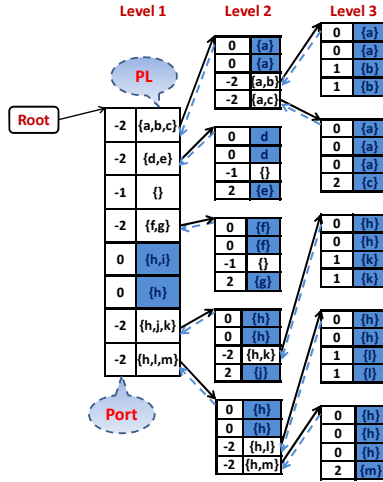 Level 1 Level 2 Level 3
PL
Root
Port
-2 {a,b,c}
-2 {d,e}
-1 {}
-2 {f,g}
0 {h,i}
0 {h}
-2 {h,j,k}
-2 {h,l,m}
0 {a}
0 {a}
-2 {a,b}
-2 {a,c}
0 d
0 d
-1 {}
2 {e}
0 {f}
0 {f}
-1 {}
2 {g}
0 {h}
0 {h}
-2 {h,k}
2 {j}
0 {h}
0 {h}
-2 {h,l}
-2 {h,m}
0 {a}
0 {a}
1 {b}
1 {b}
0 {a}
0 {a}
0 {a}
2 {c}
0 {h}
0 {h}
1 {k}
1 {k}
0 {h}
0 {h}
1 {l}
1 {l}
0 {h}
0 {h}
0 {h}
2 {m}